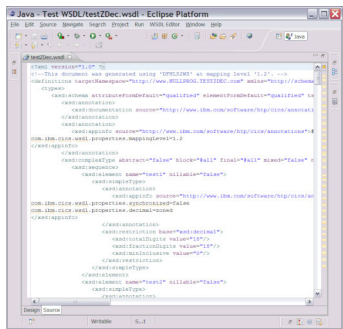 Java - Test WSDL/testZDec.wsdl - Eclipse Platform
File Edit Source Navigate Search Project Run WSDL Editor Window Help
Java
testZDec.wsdl
<?xml version="1.0" ?>
<!--This document was generated using 'DFHLS2WS' at mapping level '1.2'. -->
<definitions targetNamespace="http://www.NULLPROG.TESTZDEC.com" xmlns="http://schema
<types>
<xsd:schema attributeFormDefault="qualified" elementFormDefault="qualified" ta
<xsd:annotation>
<xsd:documentation source="http://www.ibm.com/software/htp/cics/annotati
</xsd:annotation>
<xsd:annotation>
<xsd:appinfo source="http://www.ibm.com/software/htp/cics/annotations">#
com.ibm.cics.wsdl.properties.mappingLevel=1.2
</xsd:appinfo>
</xsd:annotation>
<xsd:complexType abstract="false" block="#all" final="#all" mixed="false" n
<xsd:sequence>
<xsd:element name="test1" nillable="false">
<xsd:simpleType>
<xsd:annotation>
<xsd:appinfo source="http://www.ibm.com/software/htp/cics/an
com.ibm.cics.wsdl.properties.synchronized=false
com.ibm.cics.wsdl.properties.decimal=zoned
</xsd:appinfo>
</xsd:annotation>
<xsd:restriction base="xsd:decimal">
<xsd:totalDigits value="18"/>
<xsd:fractionDigits value="18"/>
<xsd:minInclusive value="0"/>
</xsd:restriction>
</xsd:simpleType>
</xsd:element>
<xsd:element name="test2" nillable="false">
<xsd:simpleType>
<xsd:annotation>
Design Source
Writable